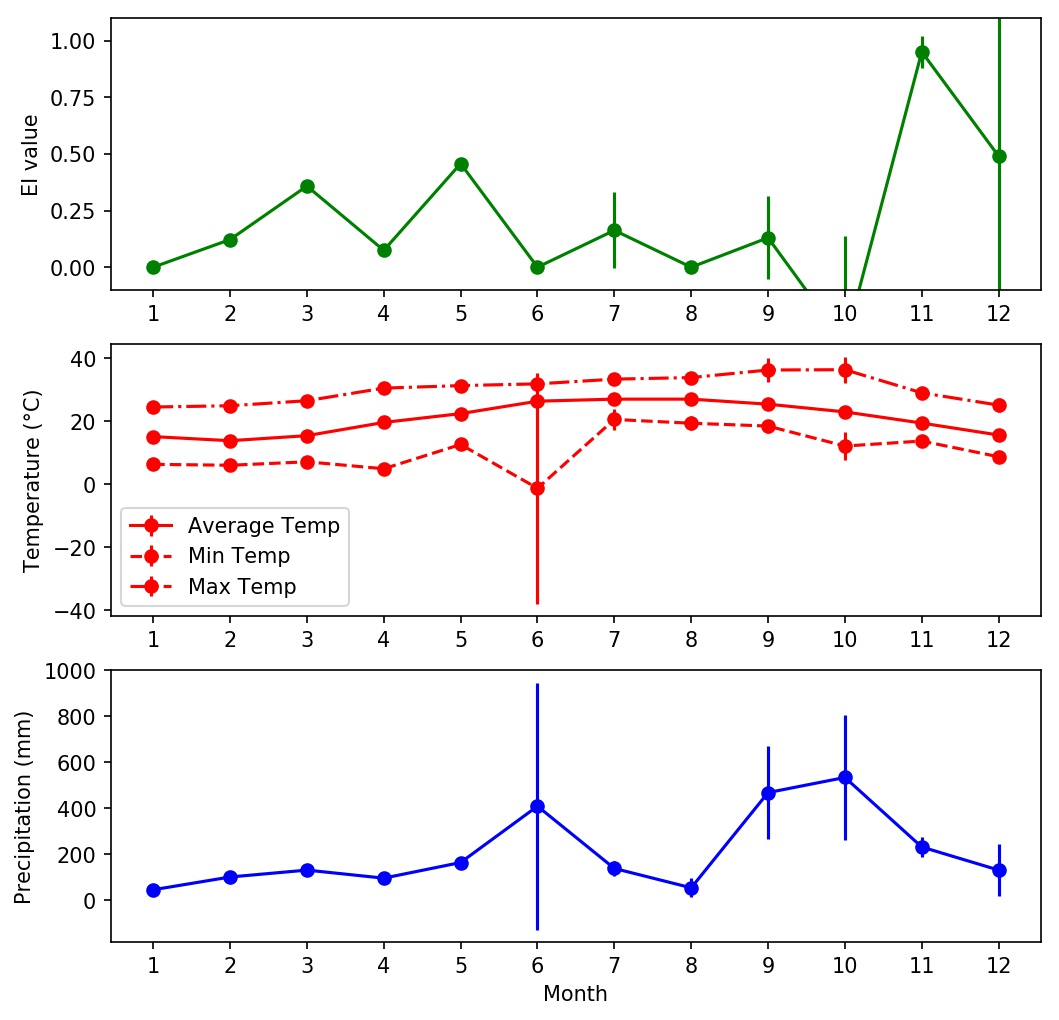 EI value
1.00
0.75
0.50
0.25
0.00
1 2 3 4 5 6 7 8 9 10 11 12
Temperature (°C)
40
20
0
−20
−40
Average Temp
Min Temp
Max Temp
1 2 3 4 5 6 7 8 9 10 11 12
Precipitation (mm)
1000
800
600
400
200
0
1 2 3 4 5 6 7 8 9 10 11 12
Month